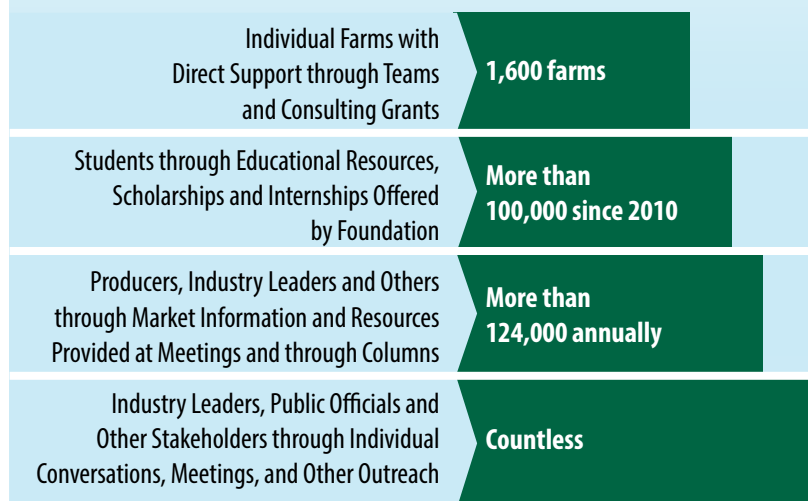 Individual Farms with
Direct Support through Teams
and Consulting Grants
1,600 farms
Students through Educational Resources,
Scholarships and Internships Offered
by Foundation
More than
100,000 since 2010
Producers, Industry Leaders and Others
through Market Information and Resources
Provided at Meetings and through Columns
More than
124,000 annually
Industry Leaders, Public Officials and
Other Stakeholders through Individual
Conversations, Meetings, and Other Outreach
Countless